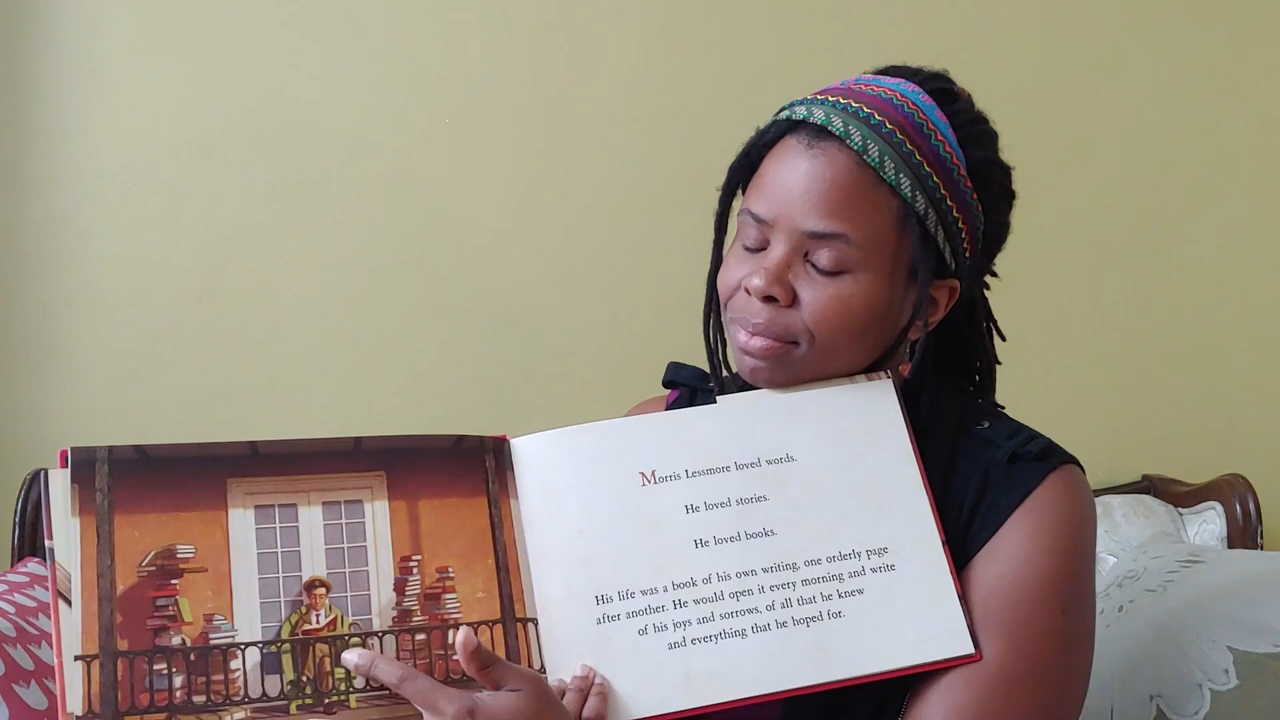 Morris Lessmore loved words.
He loved stories.
He loved books.
His life was a book of his own writing, one orderly page
after another. He would open it every morning and write
of his joys and sorrows, of all that he knew
and everything that he hoped for.